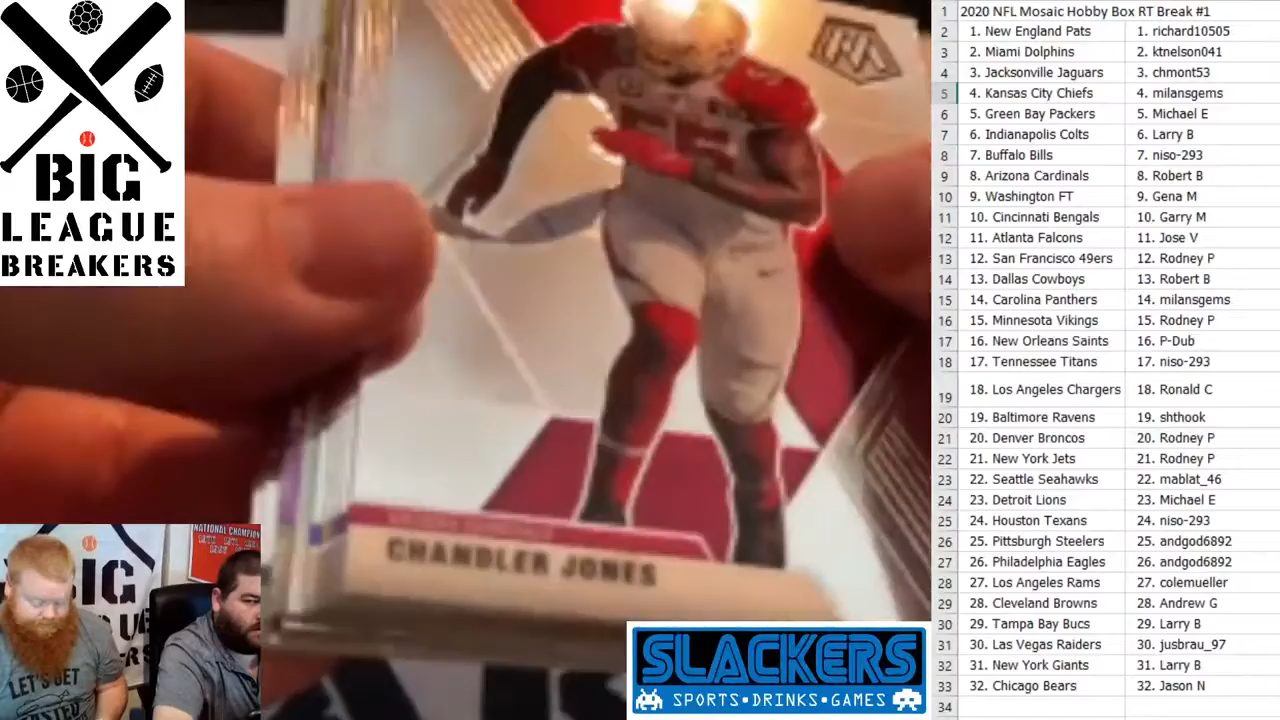 BIG
LEAGUE
BREAKERS
CHANDLER JONES
NATIONAL CHAMPION
BIG
LET'S GET
SLACKERS
SPORTS•DRINKS•GAMES
1 2020 NFL Mosaic Hobby Box RT Break #1
2 1. New England Pats 1. richard10505
3 2. Miami Dolphins 2. ktnelson041
4 3. Jacksonville Jaguars 3. chmont53
5 4. Kansas City Chiefs 4. milansgems
6 5. Green Bay Packers 5. Michael E
7 6. Indianapolis Colts 6. Larry B
8 7. Buffalo Bills 7. niso-293
9 8. Arizona Cardinals 8. Robert B
10 9. Washington FT 9. Gena M
11 10. Cincinnati Bengals 10. Garry M
12 11. Atlanta Falcons 11. Jose V
13 12. San Francisco 49ers 12. Rodney P
14 13. Dallas Cowboys 13. Robert B
15 14. Carolina Panthers 14. milansgems
16 15. Minnesota Vikings 15. Rodney P
17 16. New Orleans Saints 16. P-Dub
18 17. Tennessee Titans 17. niso-293
19 18. Los Angeles Chargers 18. Ronald C
20 19. Baltimore Ravens 19. shthook
21 20. Denver Broncos 20. Rodney P
22 21. New York Jets 21. Rodney P
23 22. Seattle Seahawks 22. mablat_46
24 23. Detroit Lions 23. Michael E
25 24. Houston Texans 24. niso-293
26 25. Pittsburgh Steelers 25. andgod6892
27 26. Philadelphia Eagles 26. andgod6892
28 27. Los Angeles Rams 27. colemueller
29 28. Cleveland Browns 28. Andrew G
30 29. Tampa Bay Bucs 29. Larry B
31 30. Las Vegas Raiders 30. jusbrau_97
32 31. New York Giants 31. Larry B
33 32. Chicago Bears 32. Jason N
34